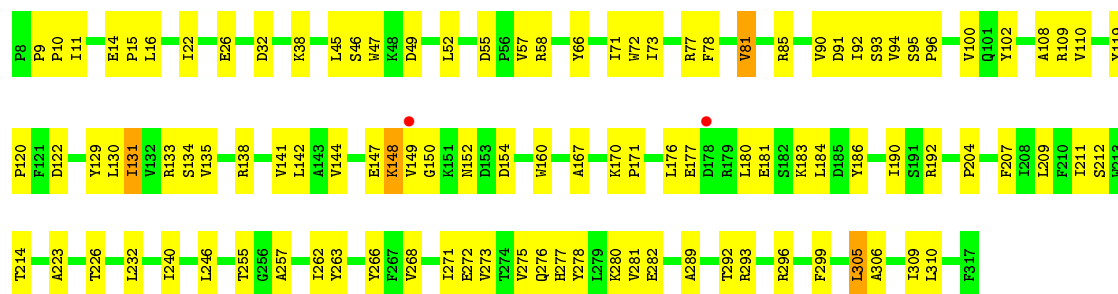 P8 P9 P10 I11 E14 P15 L16 I22 E26 D32 K38 L45 S46 W47 K48 D49 L52 D55 P56 V57 R58 Y66 I71 W72 I73 R77 F78 V81 R85 V90 D91 I92 S93 V94 S95 P96 V100 Q101 Y102 A108 R109 V110
P120 F121 D122 Y129 L130 I131 V132 R133 S134 V135 R138 V141 L142 A143 V144 E147 K148 V149 G150 K151 N152 D153 D154 W160 A167 K170 P171 L176 E177 D178 R179 L180 E181 S182 K183 L184 D185 Y186 I190 S191 R192 P204 F207 I208 L209 F210 I211 S212 W213
T214 A223 T226 L232 I240 L246 T255 G256 A257 I262 Y263 Y266 F267 V268 I271 E272 V273 T274 V275 Q276 H277 Y278 L279 K280 V281 E282 A289 T292 R293 R296 F299 L305 A306 I309 L310 F317